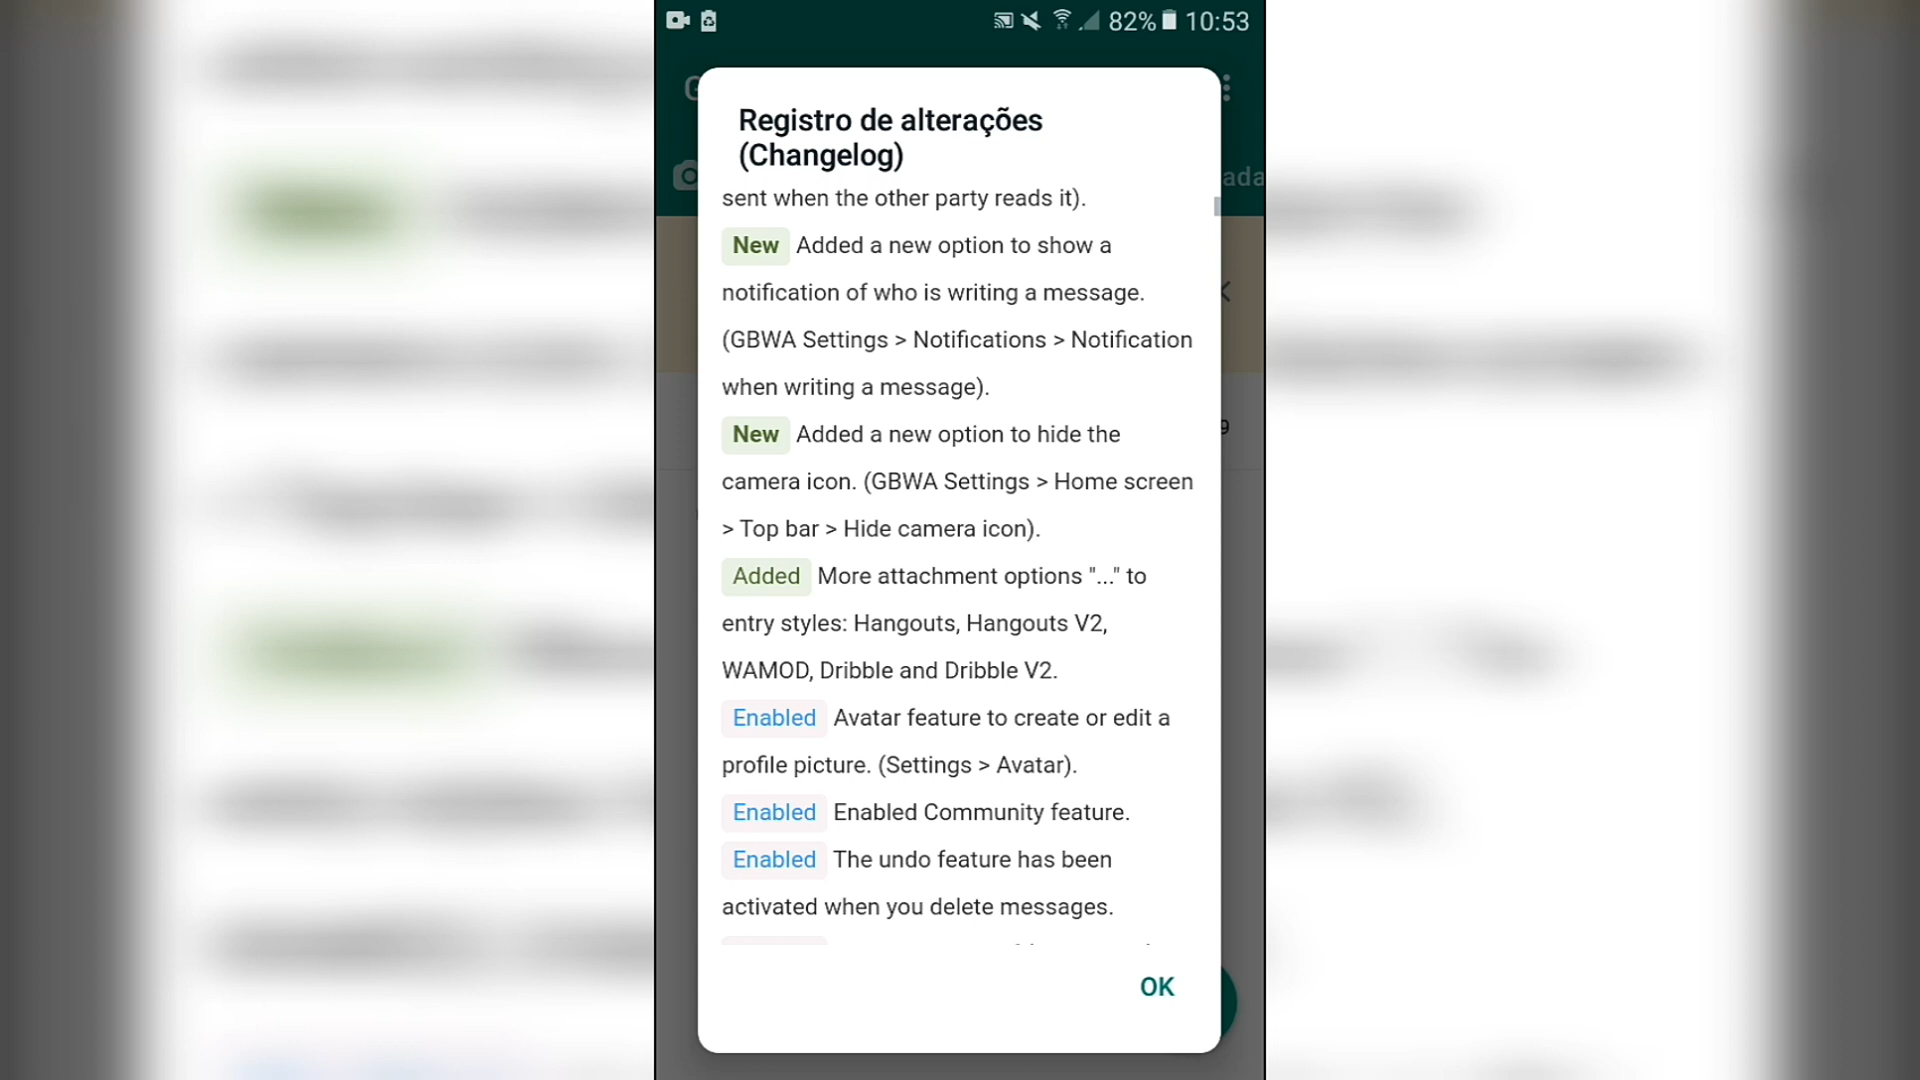 82% 10:53
G
Registro de alterações
(Changelog)
ada
sent when the other party reads it).
New Added a new option to show a
notification of who is writing a message.
(GBWA Settings > Notifications > Notification
when writing a message).
9
New Added a new option to hide the
camera icon. (GBWA Settings > Home screen
> Top bar > Hide camera icon).
Added More attachment options "..." to
entry styles: Hangouts, Hangouts V2,
WAMOD, Dribble and Dribble V2.
Enabled Avatar feature to create or edit a
profile picture. (Settings > Avatar).
Enabled Enabled Community feature.
Enabled The undo feature has been
activated when you delete messages.
OK